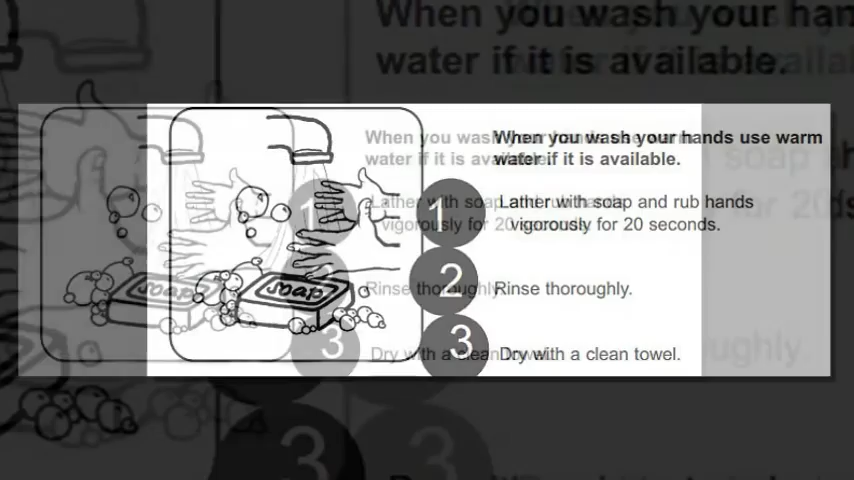 When you wash your hands use warm
water if it is available.
1 Lather with soap and rub hands
vigorously for 20 seconds.
2 Rinse thoroughly.
3 Dry with a clean towel.
soap